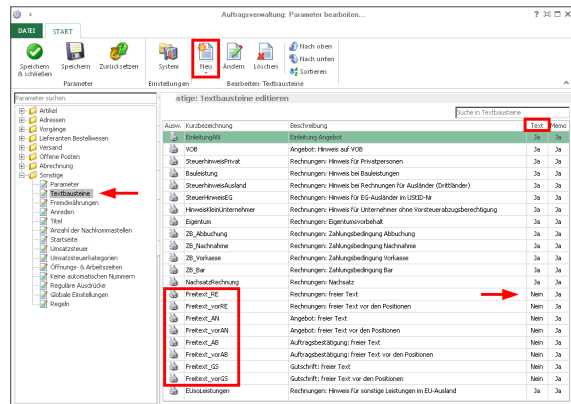 Auftragsverwaltung: Parameter bearbeiten...
DATEI START
Speichern & schließen
Speichern
Zurücksetzen
System
Neu
Ändern
Löschen
Nach oben
Nach unten
Sortieren
Parameter
Einstellungen
Bearbeiten: Textbausteine
Parameter suchen
Artikel
Adressen
Vorgänge
Lieferanten Bestellwesen
Versand
Offene Posten
Abrechnung
Sonstige
Parameter
Textbausteine
Fremdwährungen
Anreden
Titel
Anzahl der Nachkommastellen
Startseite
Umsatzsteuer
Umsatzsteuerkategorien
Öffnungs- & Arbeitszeiten
Keine automatischen Nummern
Reguläre Ausdrücke
Globale Einstellungen
Regeln
stige: Textbausteine editieren
Suche in Textbausteine
Ausw. Kurzbezeichnung Beschreibung Text Memo
EinleitungAN Einleitung Angebot Ja Ja
VOB Angebot: Hinweis auf VOB Ja Ja
SteuerhinweisPrivat Rechnungen: Hinweis für Privatpersonen Ja Ja
Bauleistung Rechnungen: Hinweis bei Bauleistungen Ja Ja
SteuerhinweisAusland Rechnungen: Hinweis bei Rechnungen für Ausländer (Drittländer) Ja Ja
SteuerHinweisEG Rechnungen: Hinweis für EG-Ausländer im UStID-Nr Ja Ja
HinweisKleinUnternehmer Rechnungen: Hinweis für Unternehmer ohne Vorsteuerabzugsberechtigung Ja Ja
Eigentum Rechnungen: Eigentumsvorbehalt Ja Ja
ZB_Abbuchung Rechnungen: Zahlungsbedingung Abbuchung Ja Ja
ZB_Nachnahme Rechnungen: Zahlungsbedingung Nachnahme Ja Ja
ZB_Vorkasse Rechnungen: Zahlungsbedingung Vorkasse Ja Ja
ZB_Bar Rechnungen: Zahlungsbedingung Bar Ja Ja
NachsatzRechnung Rechnungen: Nachsatz Ja Ja
Freitext_RE Rechnungen: freier Text Nein Ja
Freitext_vorRE Rechnungen: freien Text vor den Positionen Nein Ja
Freitext_AN Angebot: freier Text Nein Ja
Freitext_vorAN Angebot: freier Text vor den Positionen Nein Ja
Freitext_AB Auftragsbestätigung: freier Text Nein Ja
Freitext_vorAB Auftragsbestätigung: freier Text vor den Positionen Nein Ja
Freitext_GS Gutschrift: freier Text Nein Ja
Freitext_vorGS Gutschrift: freier Text vor den Positionen Nein Ja
EUsoLeistungen Rechnungen: Hinweis für sonstige Leistungen im EU-Ausland Ja Ja